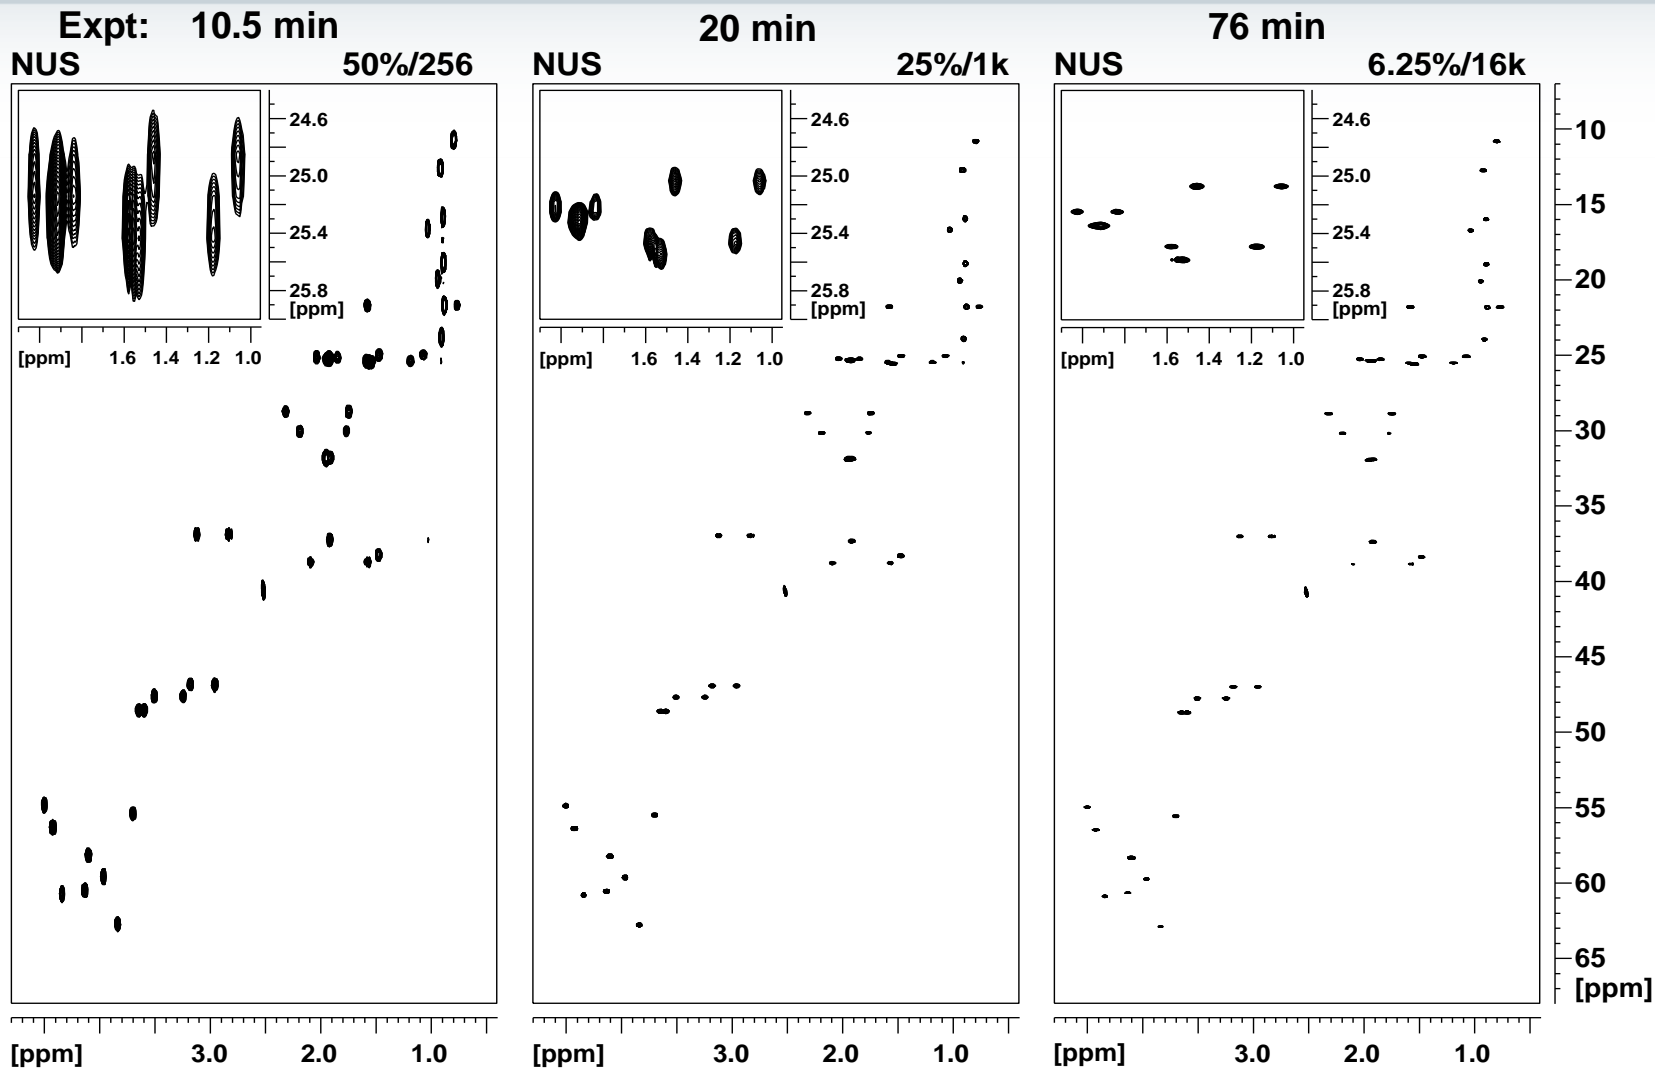 Expt: 10.5 min
20 min
76 min
NUS 50%/256
NUS 25%/1k
NUS 6.25%/16k
24.6
25.0
25.4
25.8
[ppm]
[ppm] 1.6 1.4 1.2 1.0
24.6
25.0
25.4
25.8
[ppm]
[ppm] 1.6 1.4 1.2 1.0
24.6
25.0
25.4
25.8
[ppm]
[ppm] 1.6 1.4 1.2 1.0
10
15
20
25
30
35
40
45
50
55
60
65
[ppm]
[ppm] 3.0 2.0 1.0
[ppm] 3.0 2.0 1.0
[ppm] 3.0 2.0 1.0